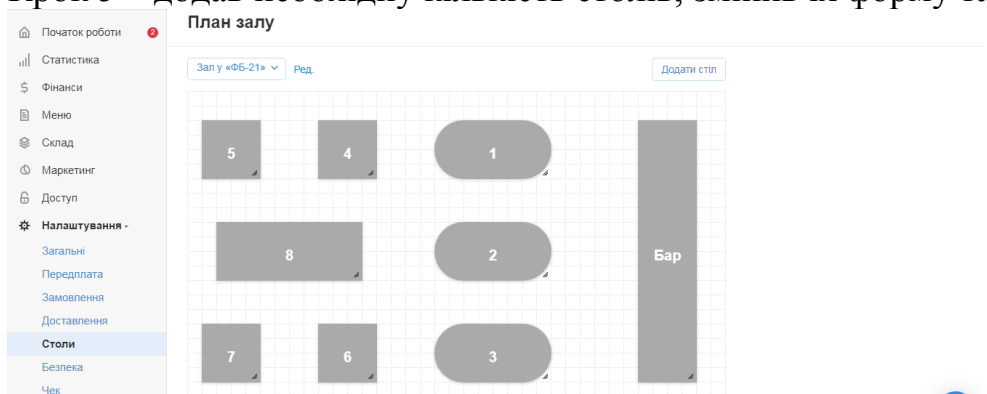 План залу
Початок роботи 2
Статистика
Фінанси
Меню
Склад
Маркетинг
Доступ
Налаштування -
Загальні
Передплата
Замовлення
Доставлення
Столи
Безпека
Чек
Зал у «ФБ-21» Ред. Додати стіл
5 4 1
8 2 Бар
7 6 3